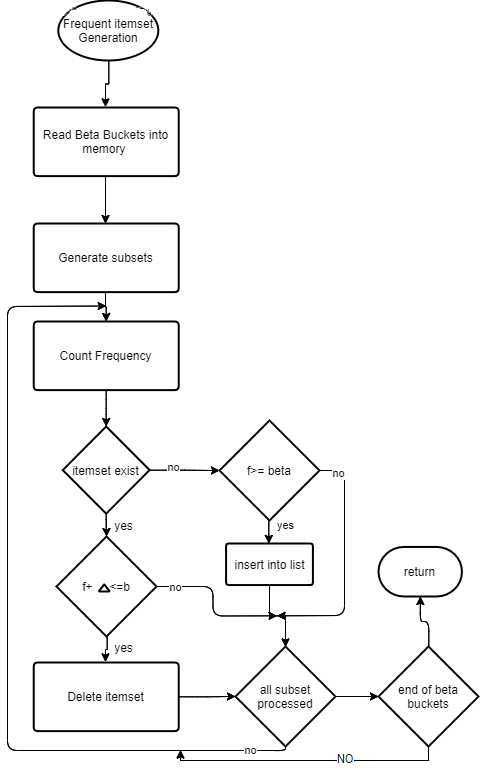 Frequent itemset
Generation
Read Beta Buckets into
memory
Generate subsets
Count Frequency
itemset exist
no
f>= beta
no
yes
yes
insert into list
return
f+ △<=b
no
yes
Delete itemset
all subset
processed
end of beta
buckets
no
NO